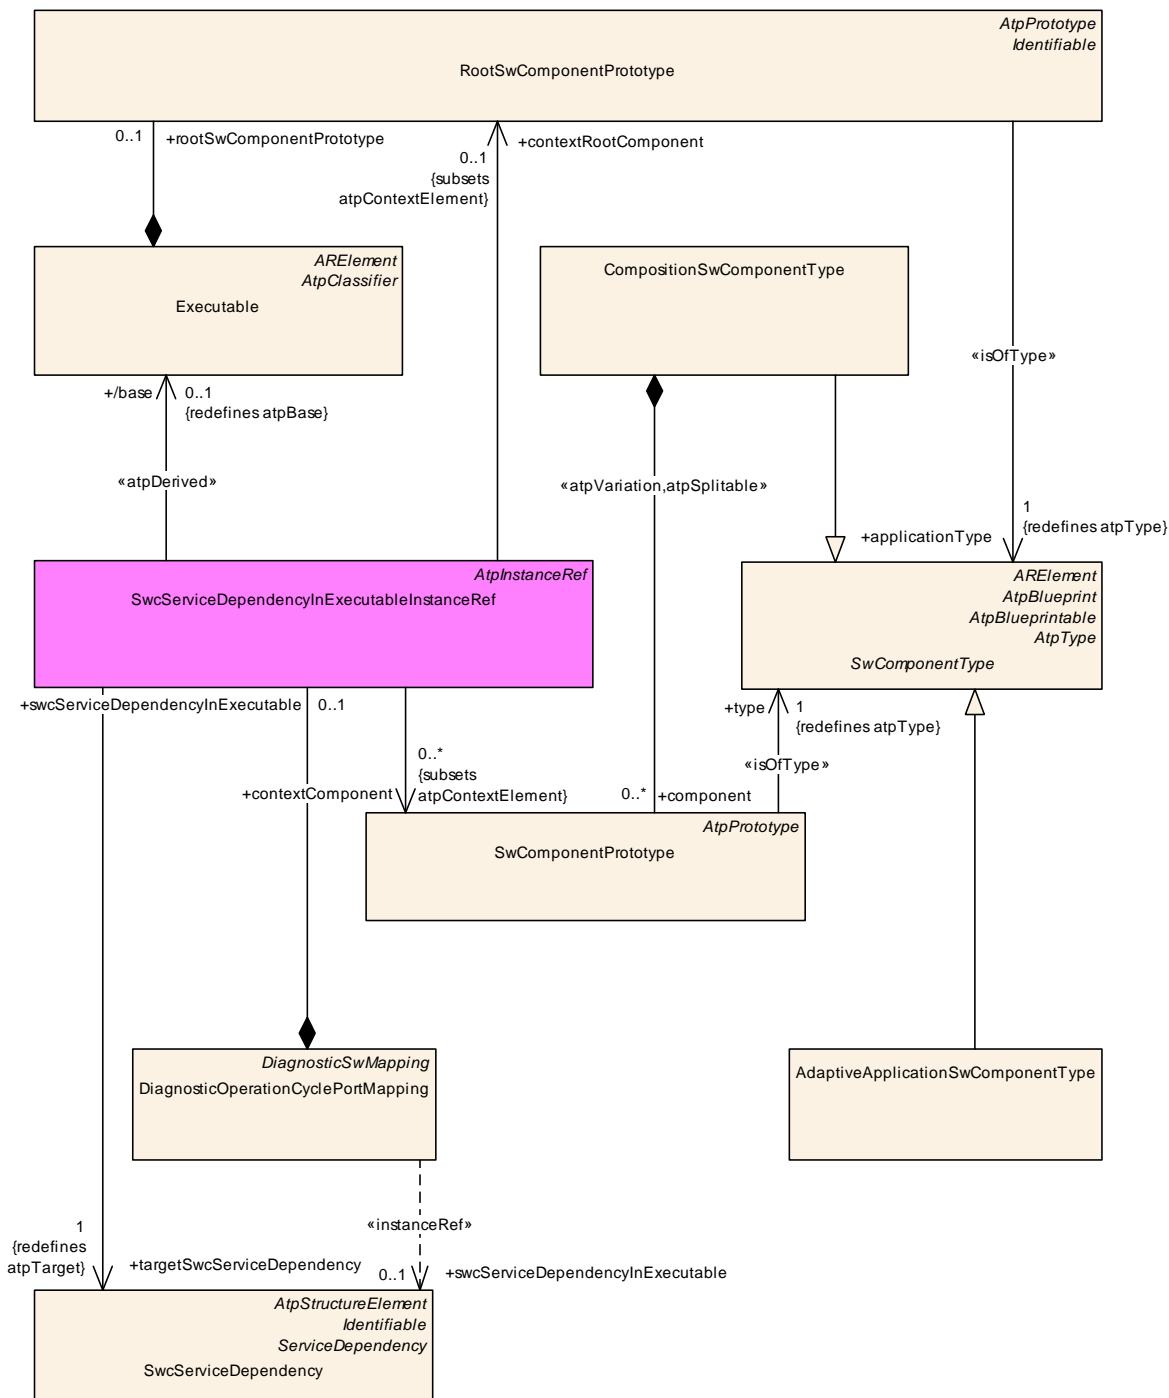 AtpPrototype
Identifiable
RootSwComponentPrototype
0..1
+rootSwComponentPrototype
+contextRootComponent
0..1
{subsets
atpContextElement}
ARElement
AtpClassifier
Executable
CompositionSwComponentType
«isOfType»
+/base
0..1
{redefines atpBase}
«atpDerived»
«atpVariation,atpSplitable»
1
{redefines atpType}
+applicationType
AtpInstanceRef
SwcServiceDependencyInExecutableInstanceRef
ARElement
AtpBlueprint
AtpBlueprintable
AtpType
SwComponentType
+swcServiceDependencyInExecutable
0..1
+type
1
{redefines atpType}
0..*
{subsets
atpContextElement}
«isOfType»
+contextComponent
0..*
+component
AtpPrototype
SwComponentPrototype
DiagnosticSwMapping
DiagnosticOperationCyclePortMapping
AdaptiveApplicationSwComponentType
«instanceRef»
1
{redefines
atpTarget}
+targetSwcServiceDependency
0..1
+swcServiceDependencyInExecutable
AtpStructureElement
Identifiable
ServiceDependency
SwcServiceDependency